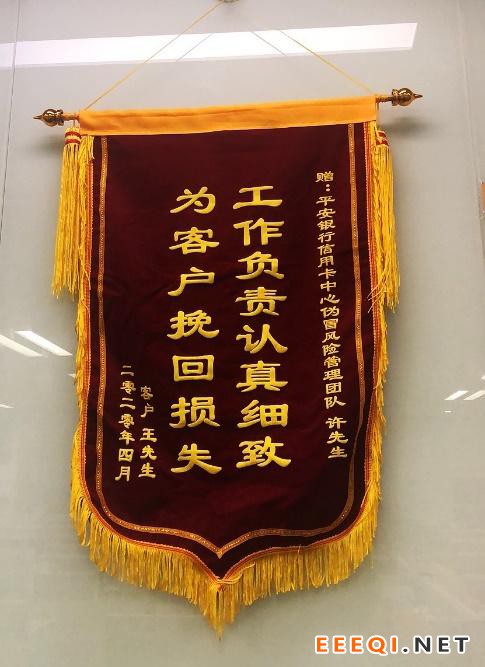 赠：平安银行信用卡中心伪冒风险管理团队 许先生
工作负责认真细致
为客户挽回损失
客户 王先生
二零二零年四月
EEEQI.NET